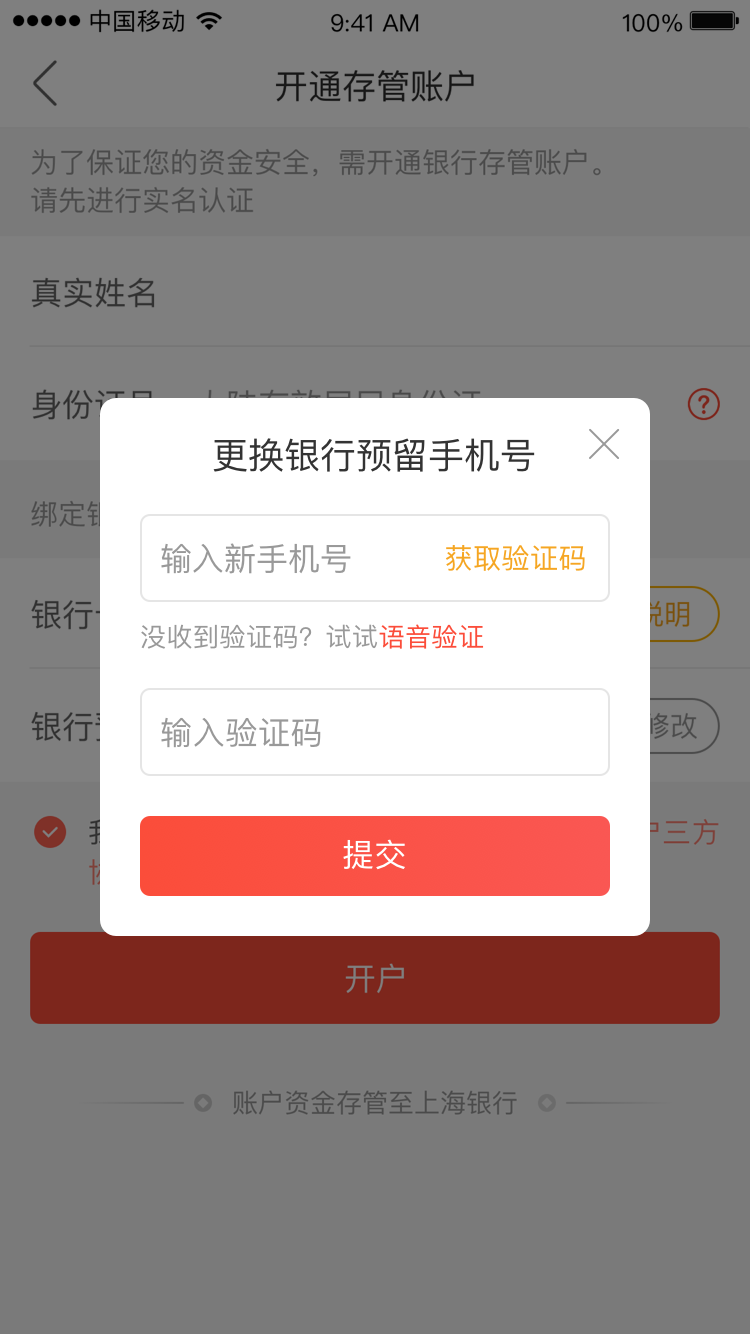 中国移动
9:41 AM
100%
开通存管账户
为了保证您的资金安全，需开通银行存管账户。
请先进行实名认证
真实姓名
身份证号
更换银行预留手机号
绑定银
输入新手机号
获取验证码
银行
说明
没收到验证码？试试语音验证
输入验证码
银行预
修改
我
户三方
协
提交
开户
账户资金存管至上海银行